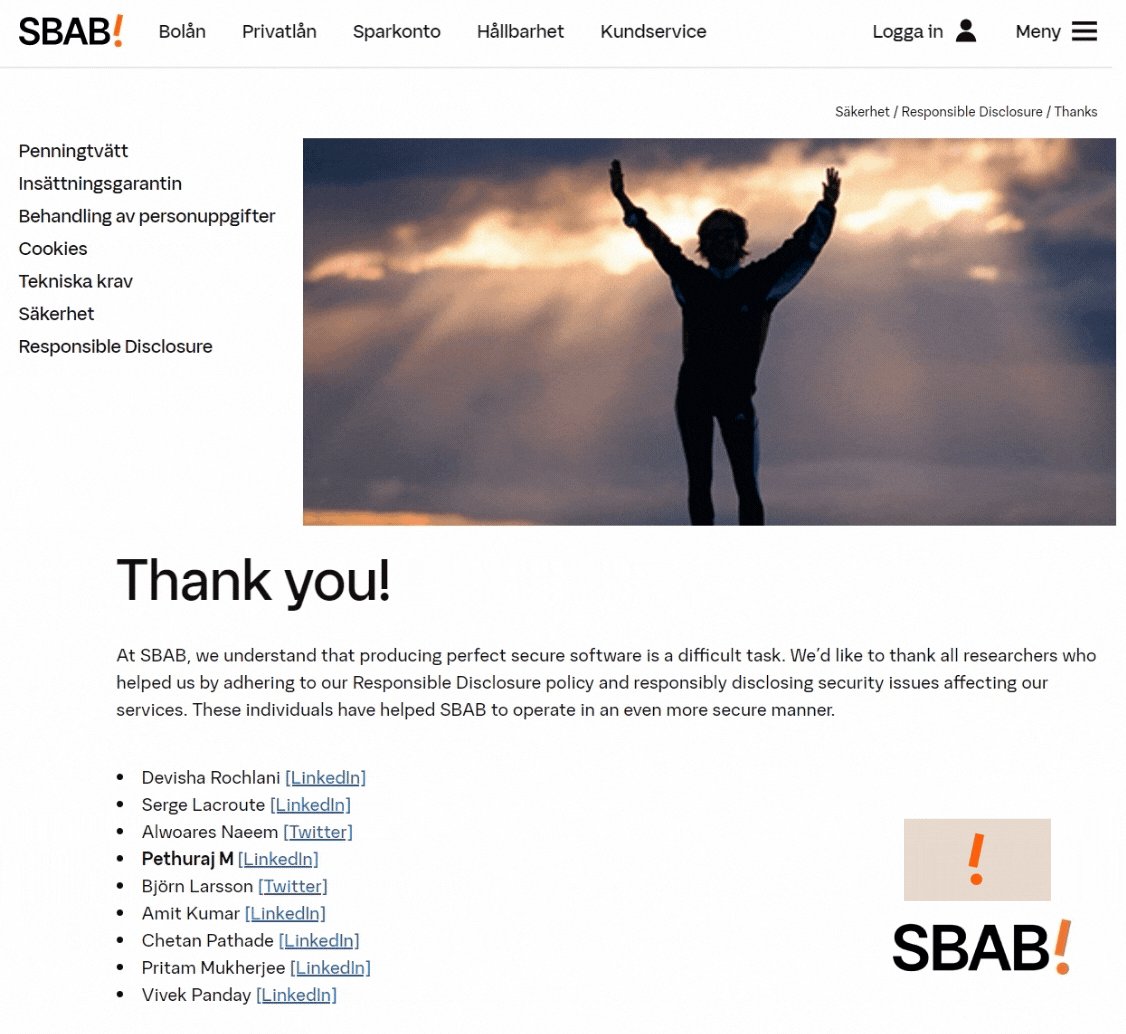 SBAB! Bolån Privatlån Sparkonto Hållbarhet Kundservice Logga in Meny
Säkerhet / Responsible Disclosure / Thanks
Penningtvätt
Insättningsgarantin
Behandling av personuppgifter
Cookies
Tekniska krav
Säkerhet
Responsible Disclosure
Thank you!
At SBAB, we understand that producing perfect secure software is a difficult task. We’d like to thank all researchers who
helped us by adhering to our Responsible Disclosure policy and responsibly disclosing security issues affecting our
services. These individuals have helped SBAB to operate in an even more secure manner.
• Devisha Rochlani [LinkedIn]
• Serge Lacroute [LinkedIn]
• Alwoares Naeem [Twitter]
• Pethuraj M [LinkedIn]
• Björn Larsson [Twitter]
• Amit Kumar [LinkedIn]
• Chetan Pathade [LinkedIn]
• Pritam Mukherjee [LinkedIn]
• Vivek Panday [LinkedIn]
!
SBAB!